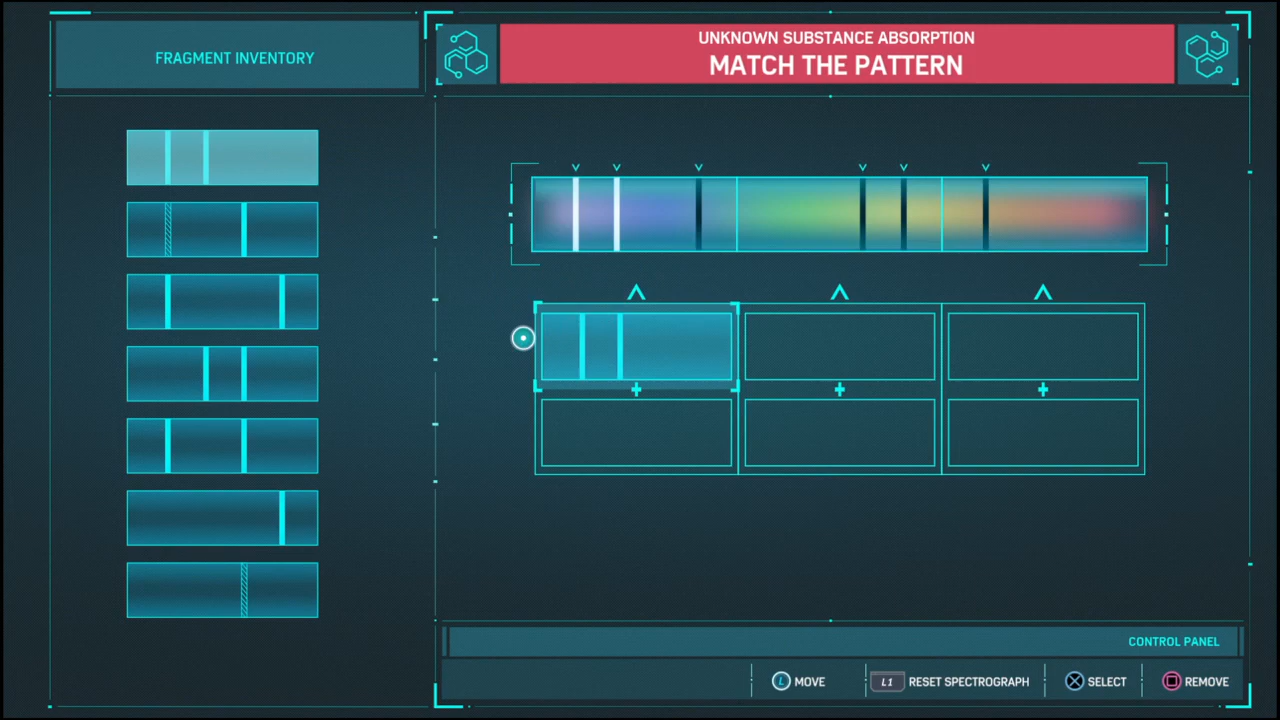 FRAGMENT INVENTORY
UNKNOWN SUBSTANCE ABSORPTION
MATCH THE PATTERN
CONTROL PANEL
L MOVE
L1 RESET SPECTROGRAPH
SELECT
REMOVE